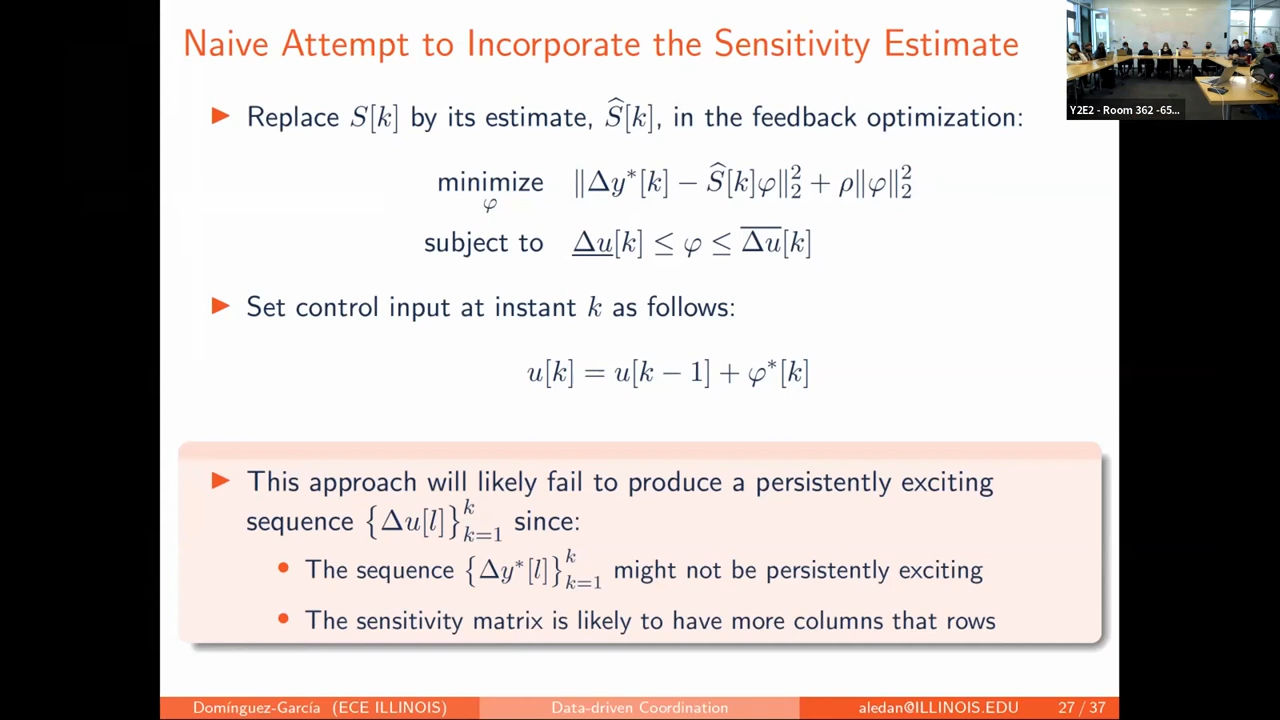 Naive Attempt to Incorporate the Sensitivity Estimate
Y2E2 - Room 362 -65...
▶ Replace S[k] by its estimate, Ŝ[k], in the feedback optimization:
minimize ‖Δy*[k] − Ŝ[k]φ‖₂² + ρ‖φ‖₂²
φ
subject to Δu[k] ≤ φ ≤ Δu[k]
▶ Set control input at instant k as follows:
u[k] = u[k − 1] + φ*[k]
▶ This approach will likely fail to produce a persistently exciting
sequence {Δu[l]}ᵏₖ₌₁ since:
• The sequence {Δy*[l]}ᵏₖ₌₁ might not be persistently exciting
• The sensitivity matrix is likely to have more columns that rows
Domínguez-García (ECE ILLINOIS) Data-driven Coordination aledan@ILLINOIS.EDU 27 / 37